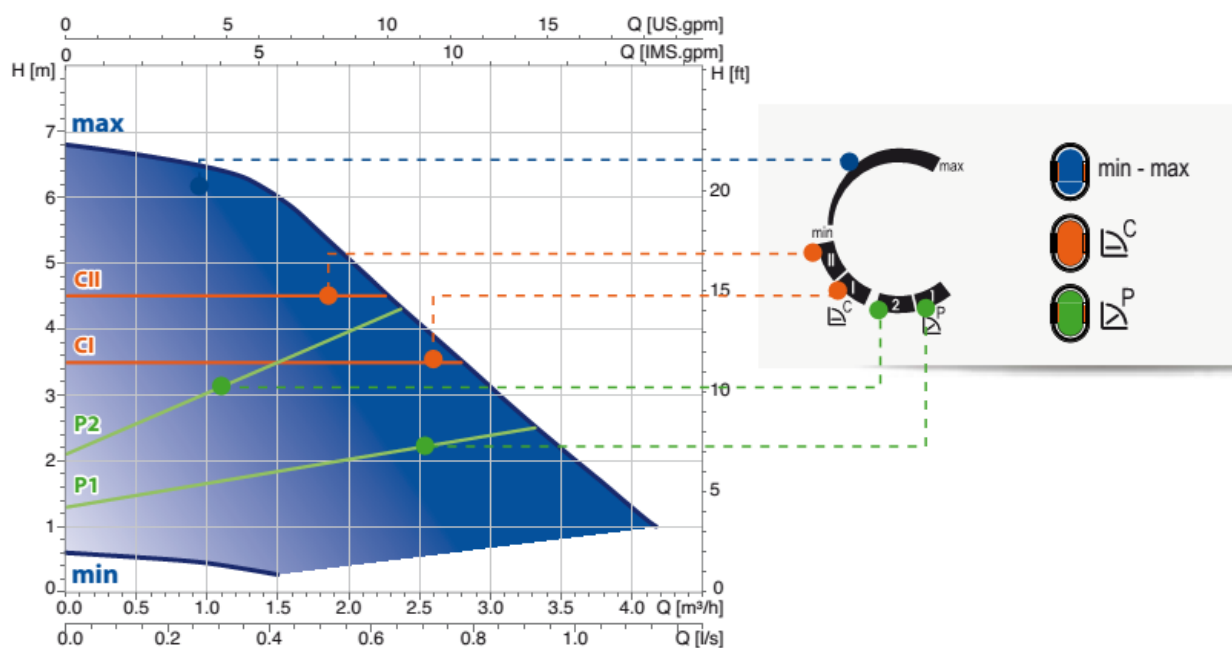 0 5 10 15 Q [US.gpm]
0 5 10 Q [IMS.gpm]
H [m] H [ft]
max
7
6
5
4
3
2
1
0
20
15
10
5
0
CII
CI
P2
P1
min
0.0 0.5 1.0 1.5 2.0 2.5 3.0 3.5 4.0 Q [m³/h]
0.0 0.2 0.4 0.6 0.8 1.0 Q [l/s]
max
min
II
I
2
1
C
P
min - max
C
P